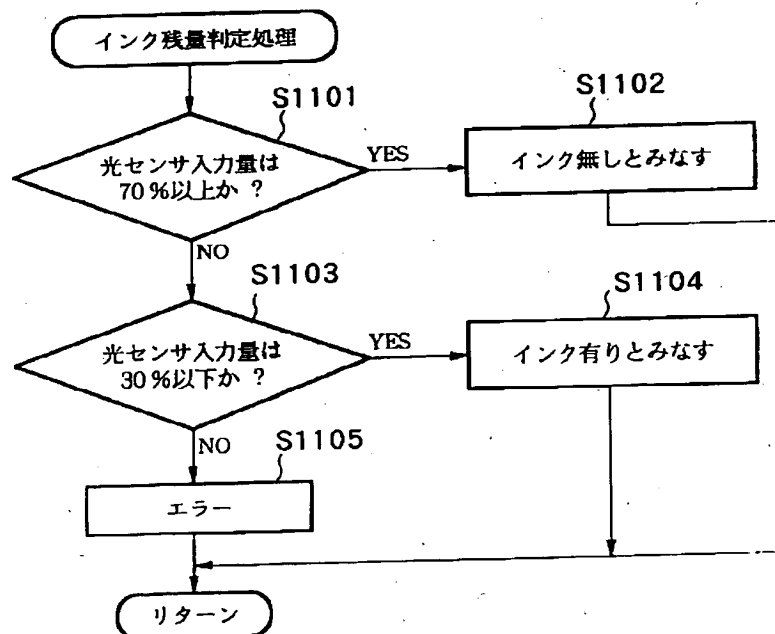 インク残量判定処理
S1101
光センサ入力量は
70%以上か?
YES
S1102
インク無しとみなす
NO
S1103
光センサ入力量は
30%以下か?
YES
S1104
インク有りとみなす
NO
S1105
エラー
リターン